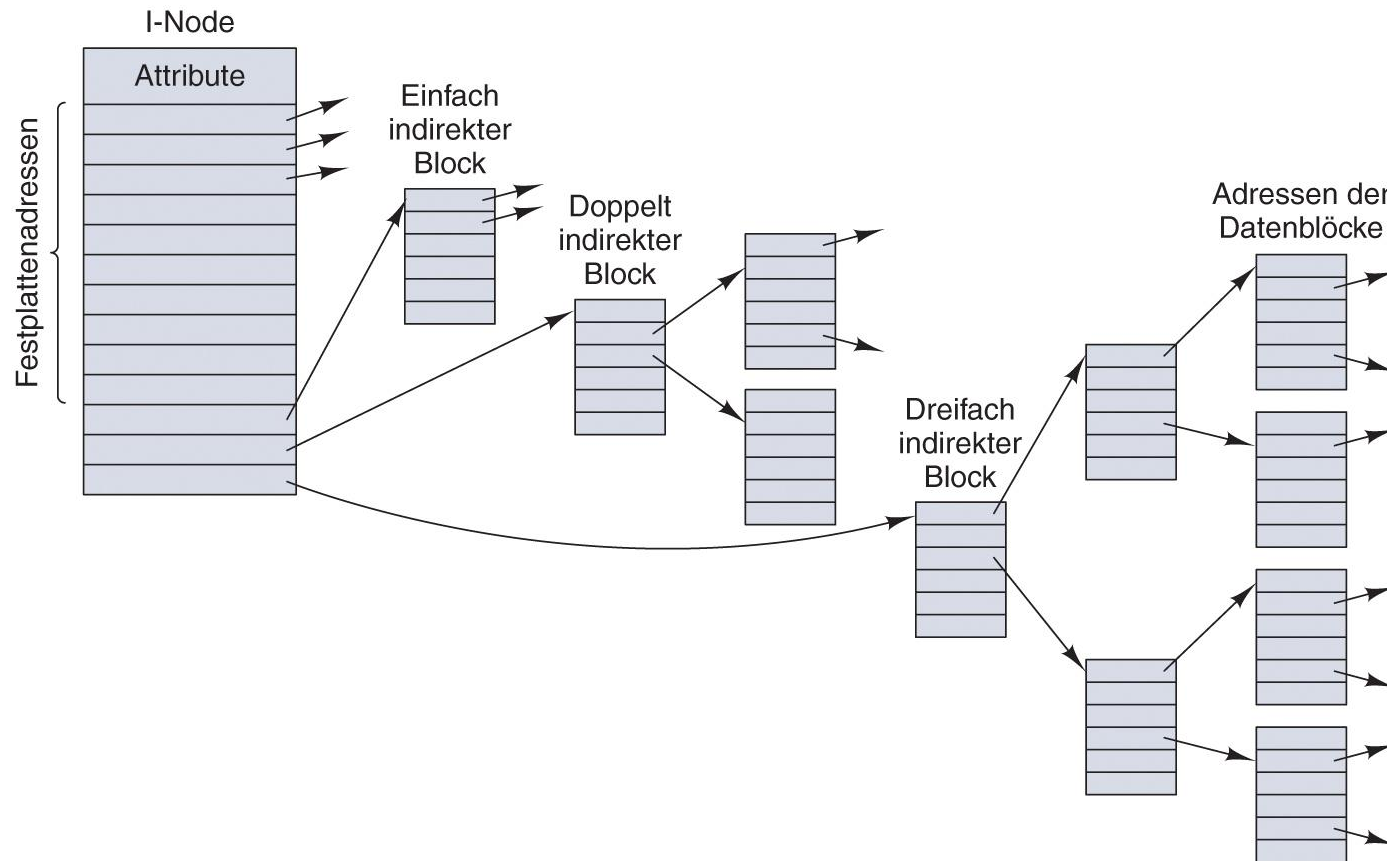 I-Node
Attribute
Festplattenadressen
Einfach
indirekter
Block
Doppelt
indirekter
Block
Dreifach
indirekter
Block
Adressen der
Datenblöcke